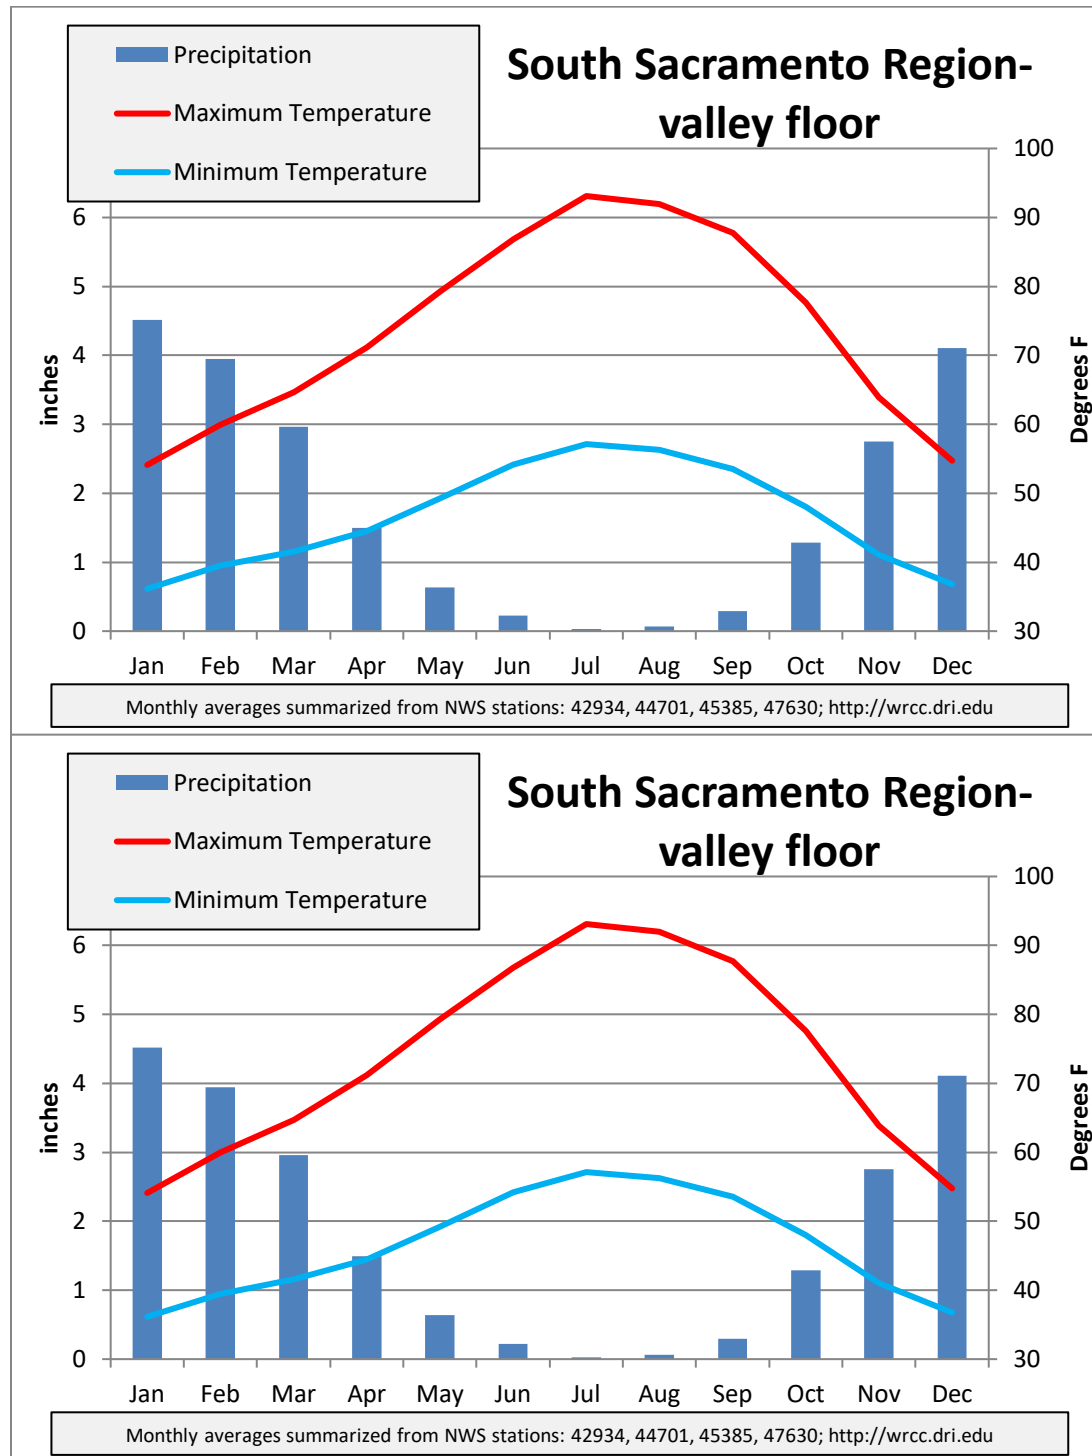 Precipitation
Maximum Temperature
Minimum Temperature
South Sacramento Region-
valley floor
inches
6
5
4
3
2
1
0
100
90
80
70
60
50
40
30
Degrees F
Jan Feb Mar Apr May Jun Jul Aug Sep Oct Nov Dec
Monthly averages summarized from NWS stations: 42934, 44701, 45385, 47630; http://wrcc.dri.edu
Precipitation
Maximum Temperature
Minimum Temperature
South Sacramento Region-
valley floor
inches
6
5
4
3
2
1
0
100
90
80
70
60
50
40
30
Degrees F
Jan Feb Mar Apr May Jun Jul Aug Sep Oct Nov Dec
Monthly averages summarized from NWS stations: 42934, 44701, 45385, 47630; http://wrcc.dri.edu